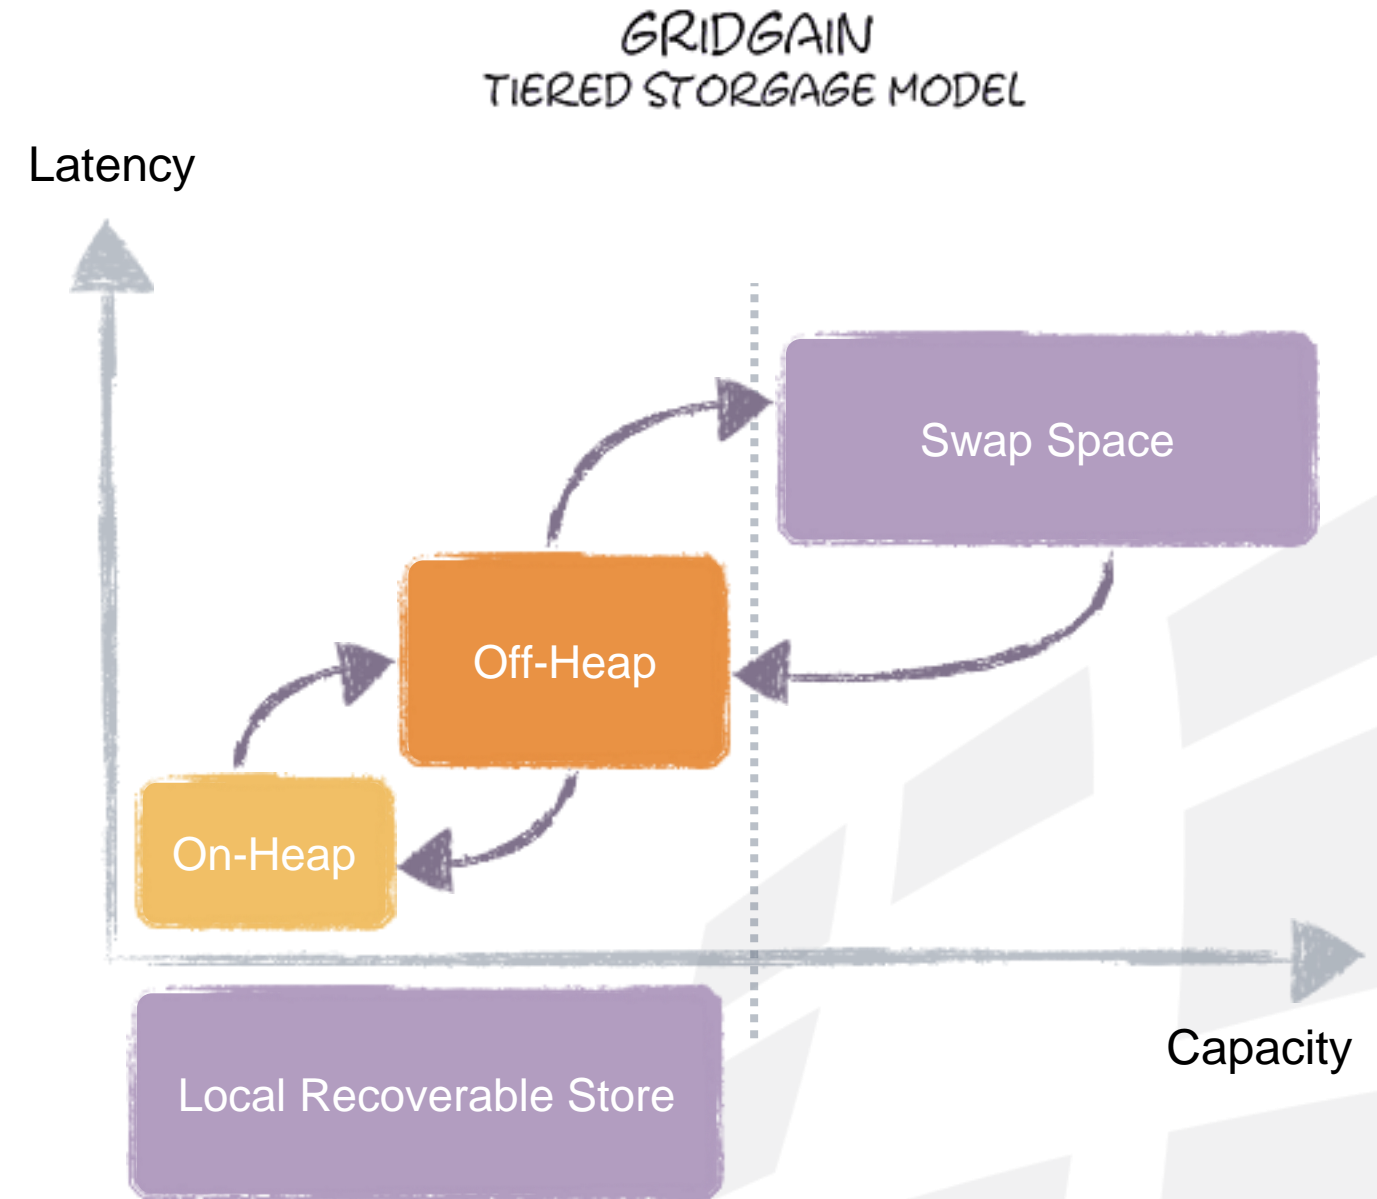 GRIDGAIN
TIERED STORGAGE MODEL
Latency
Swap Space
Off-Heap
On-Heap
Capacity
Local Recoverable Store